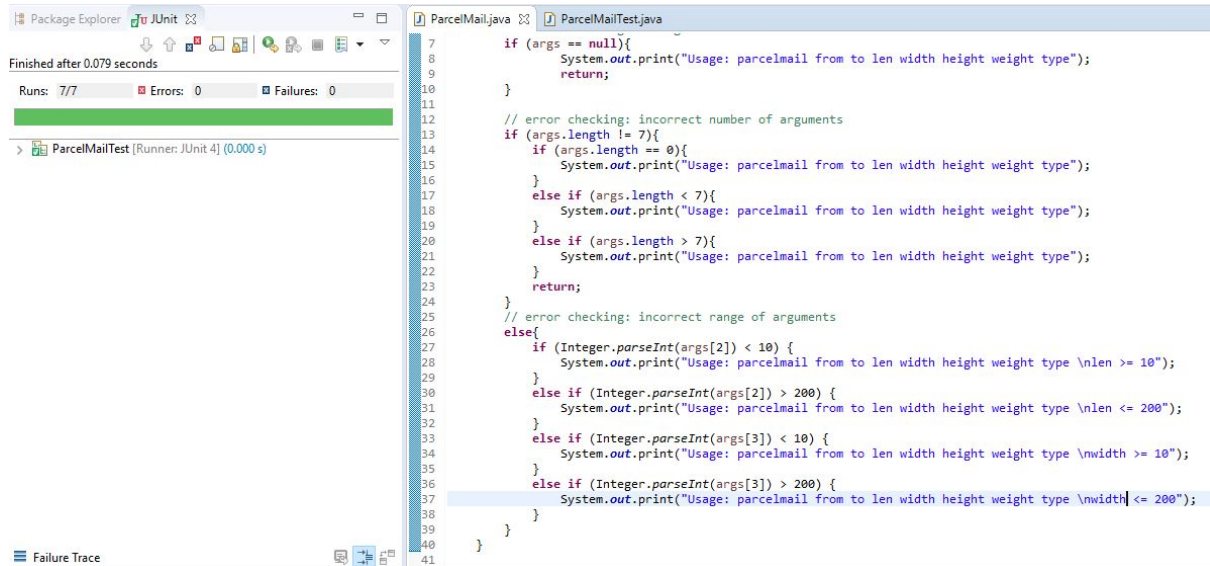 Package Explorer JUnit
Finished after 0.079 seconds
Runs: 7/7 Errors: 0 Failures: 0
ParcelMailTest [Runner: JUnit 4] (0.000 s)
Failure Trace
ParcelMail.java ParcelMailTest.java
7 if (args == null){
8 System.out.print("Usage: parcelmail from to len width height weight type");
9 return;
10 }
11
12 // error checking: incorrect number of arguments
13 if (args.length != 7){
14 if (args.length == 0){
15 System.out.print("Usage: parcelmail from to len width height weight type");
16 }
17 else if (args.length < 7){
18 System.out.print("Usage: parcelmail from to len width height weight type");
19 }
20 else if (args.length > 7){
21 System.out.print("Usage: parcelmail from to len width height weight type");
22 }
23 return;
24 }
25 // error checking: incorrect range of arguments
26 else{
27 if (Integer.parseInt(args[2]) < 10) {
28 System.out.print("Usage: parcelmail from to len width height weight type \nlen >= 10");
29 }
30 else if (Integer.parseInt(args[2]) > 200) {
31 System.out.print("Usage: parcelmail from to len width height weight type \nlen <= 200");
32 }
33 else if (Integer.parseInt(args[3]) < 10) {
34 System.out.print("Usage: parcelmail from to len width height weight type \nwidth >= 10");
35 }
36 else if (Integer.parseInt(args[3]) > 200) {
37 System.out.print("Usage: parcelmail from to len width height weight type \nwidth <= 200");
38 }
39 }
40 }
41